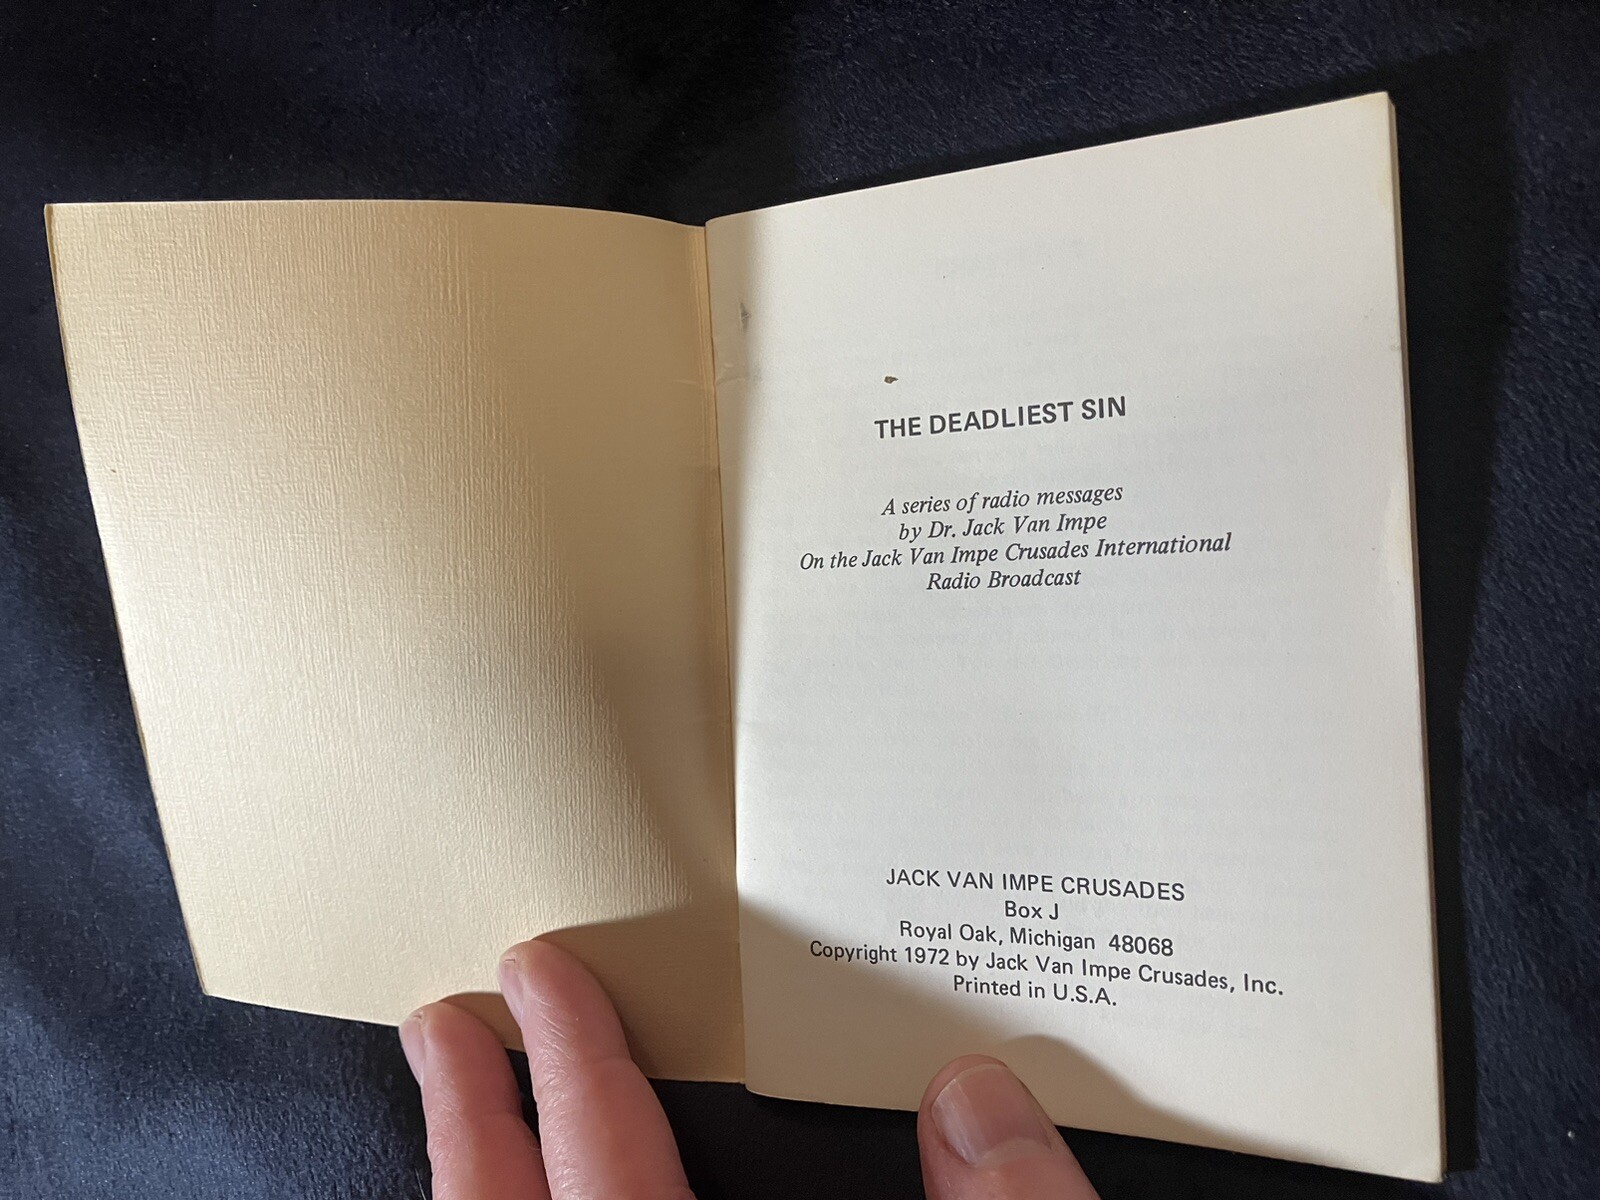 THE DEADLIEST SIN
A series of radio messages
by Dr. Jack Van Impe
On the Jack Van Impe Crusades International
Radio Broadcast
JACK VAN IMPE CRUSADES
Box J
Royal Oak, Michigan 48068
Copyright 1972 by Jack Van Impe Crusades, Inc.
Printed in U.S.A.